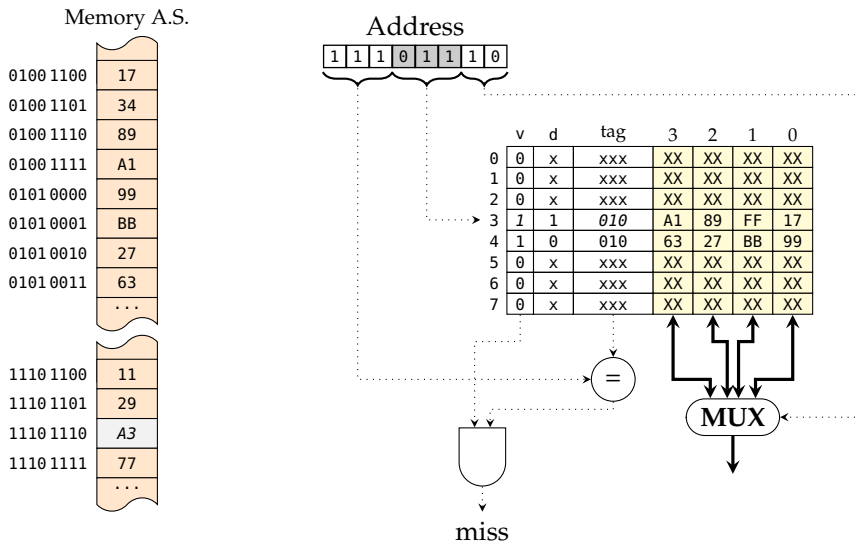 Memory A.S.
0100 1100 17
0100 1101 34
0100 1110 89
0100 1111 A1
0101 0000 99
0101 0001 BB
0101 0010 27
0101 0011 63
...
1110 1100 11
1110 1101 29
1110 1110 A3
1110 1111 77
...
Address
1 1 1 0 1 1 1 0
v d tag 3 2 1 0
0 0 x xxx XX XX XX XX
1 0 x xxx XX XX XX XX
2 0 x xxx XX XX XX XX
3 1 1 010 A1 89 FF 17
4 1 0 010 63 27 BB 99
5 0 x xxx XX XX XX XX
6 0 x xxx XX XX XX XX
7 0 x xxx XX XX XX XX
=
MUX
miss